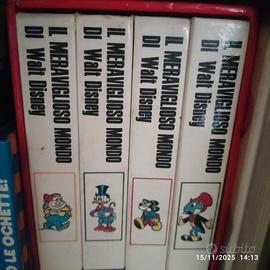 IL MERAVIGLIOSO MONDO
DI Walt Disney
IL MERAVIGLIOSO MONDO
DI Walt Disney
IL MERAVIGLIOSO MONDO
DI Walt Disney
IL MERAVIGLIOSO MONDO
DI Walt Disney
O LE OCHETTE!
subito
15/11/2025 14:13